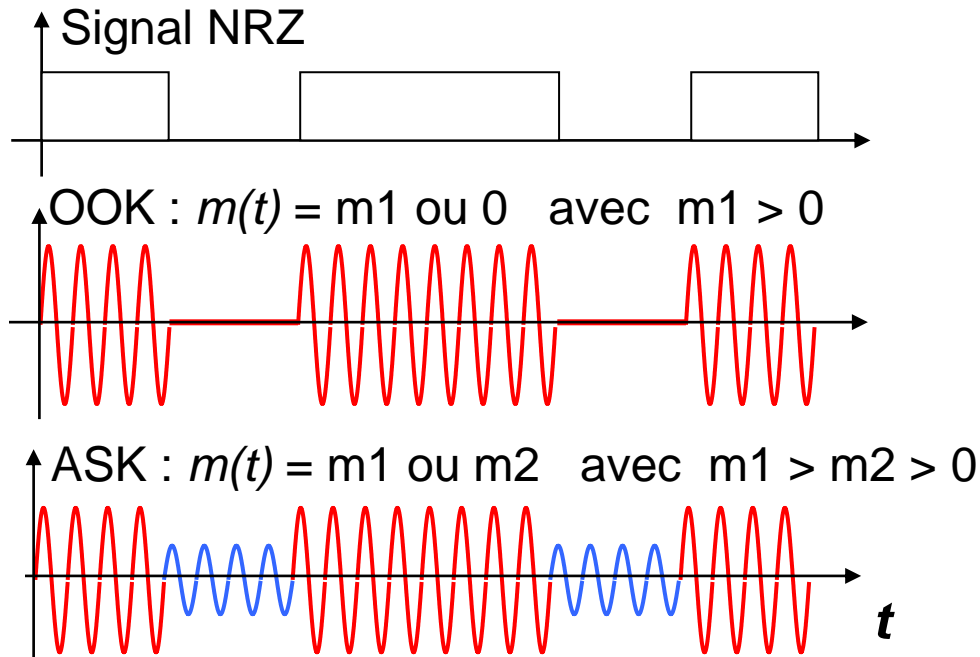 Signal NRZ
OOK : m(t) = m1 ou 0 avec m1 > 0
ASK : m(t) = m1 ou m2 avec m1 > m2 > 0
t